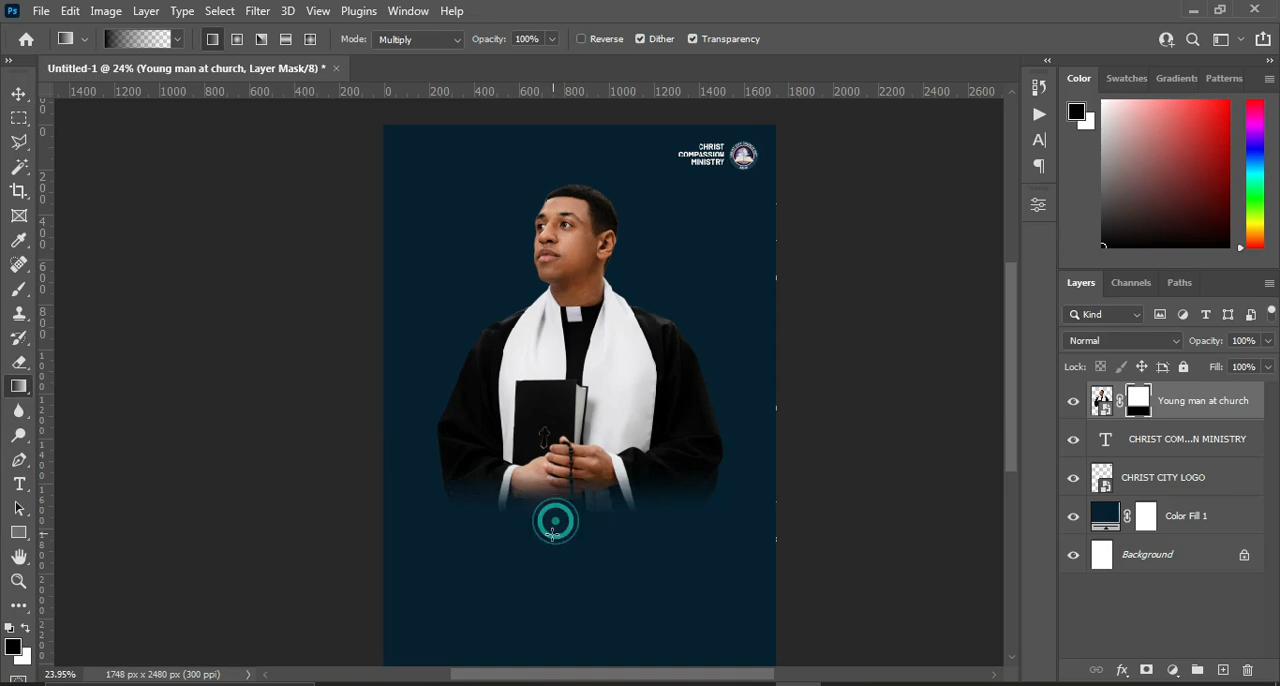 Ps File Edit Image Layer Type Select Filter 3D View Plugins Window Help
Mode: Multiply Opacity: 100% Reverse Dither Transparency
Untitled-1 @ 24% (Young man at church, Layer Mask/8) * ×
1400 1200 1000 800 600 400 200 0 200 400 600 800 1000 1200 1400 1600 1800 2000 2200 2400 2600
Color Swatches Gradients Patterns
CHRIST
COMPASSION
MINISTRY
Layers Channels Paths
Kind
Normal Opacity: 100%
Lock: Fill: 100%
Young man at church
CHRIST COM...N MINISTRY
CHRIST CITY LOGO
Color Fill 1
Background
23.95% 1748 px x 2480 px (300 ppi)